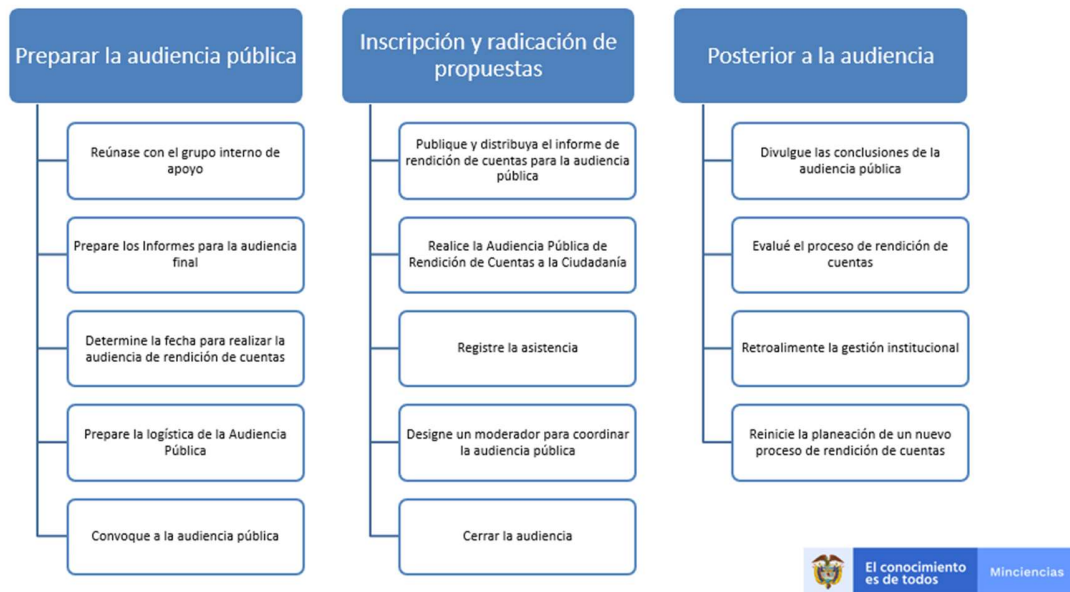 Preparar la audiencia pública
Reúnase con el grupo interno de
apoyo
Prepare los Informes para la audiencia
final
Determine la fecha para realizar la
audiencia de rendición de cuentas
Prepare la logística de la Audiencia
Pública
Convoque a la audiencia pública
Inscripción y radicación de
propuestas
Publique y distribuya el informe de
rendición de cuentas para la audiencia
pública
Realice la Audiencia Pública de
Rendición de Cuentas a la Ciudadanía
Registre la asistencia
Designe un moderador para coordinar
la audiencia pública
Cerrar la audiencia
Posterior a la audiencia
Divulgue las conclusiones de la
audiencia pública
Evalué el proceso de rendición de
cuentas
Retroalimente la gestión institucional
Reinicie la planeación de un nuevo
proceso de rendición de cuentas
El conocimiento
es de todos
Minciencias